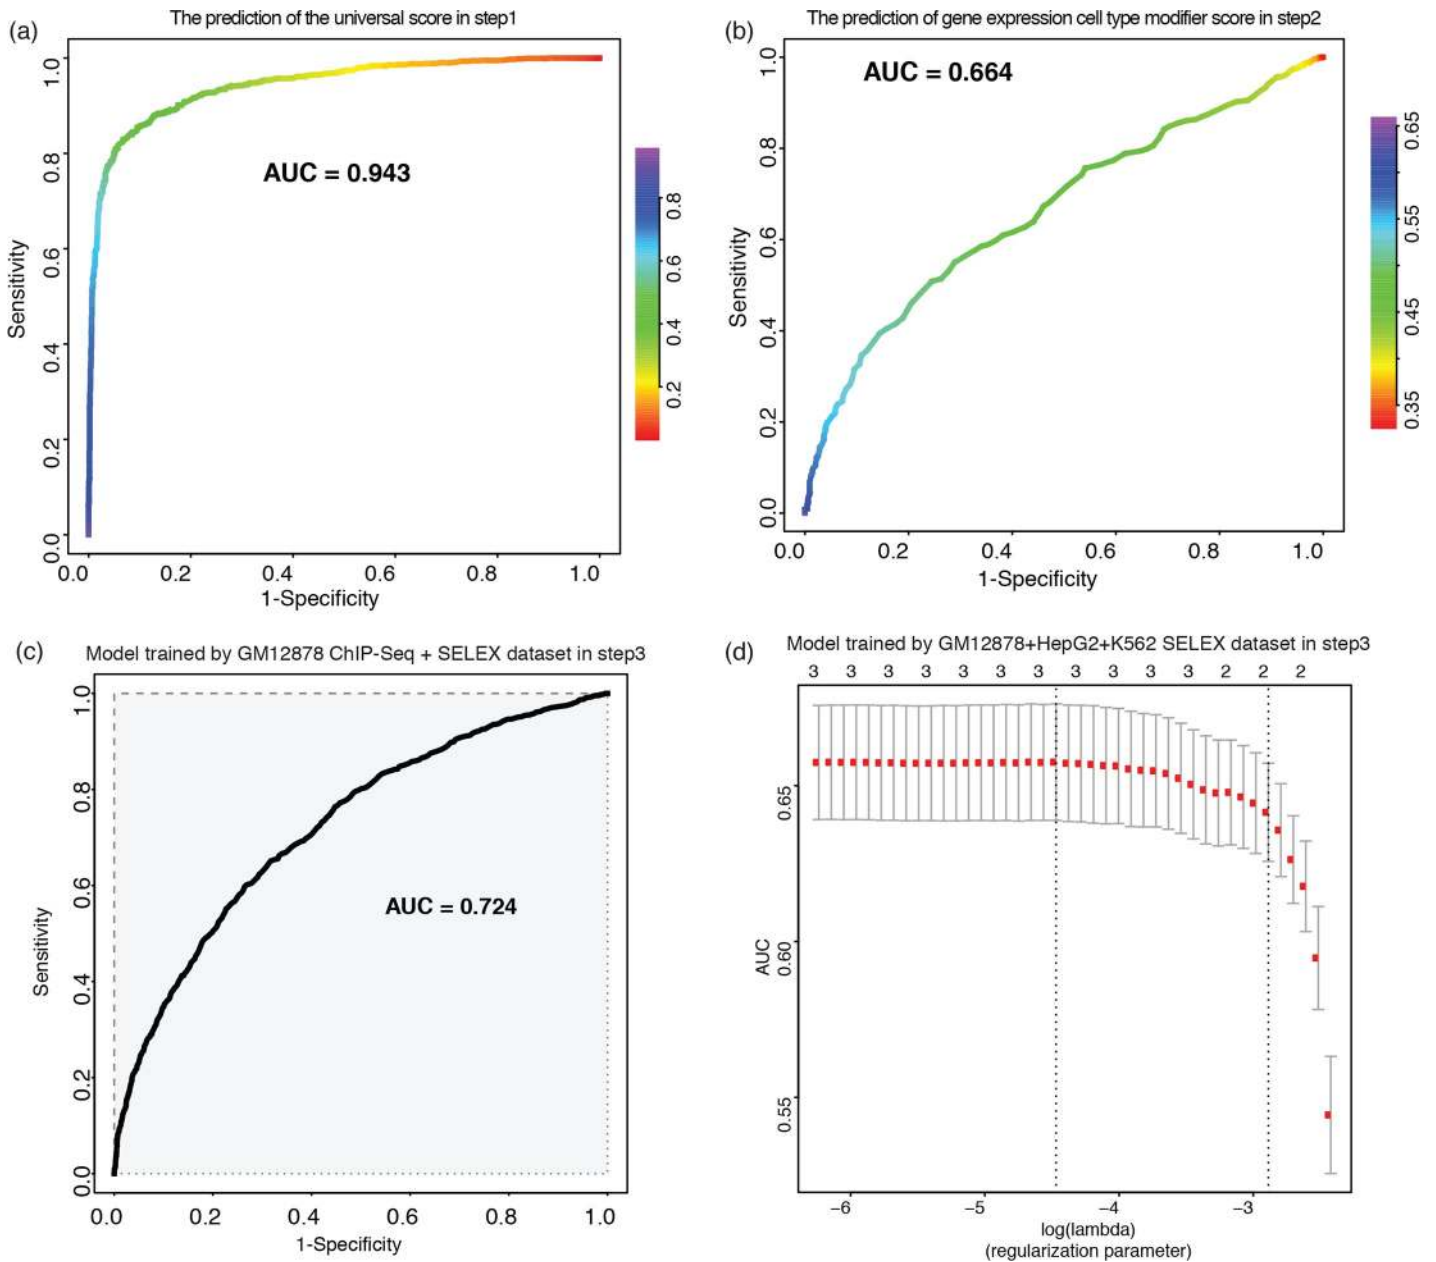 (a)
The prediction of the universal score in step1
AUC = 0.943
Sensitivity
0.0 0.2 0.4 0.6 0.8 1.0
0.0 0.2 0.4 0.6 0.8 1.0
1-Specificity
0.2 0.4 0.6 0.8
(b)
The prediction of gene expression cell type modifier score in step2
AUC = 0.664
Sensitivity
0.0 0.2 0.4 0.6 0.8 1.0
0.0 0.2 0.4 0.6 0.8 1.0
1-Specificity
0.35 0.45 0.55 0.65
(c)
Model trained by GM12878 ChIP-Seq + SELEX dataset in step3
AUC = 0.724
Sensitivity
0.0 0.2 0.4 0.6 0.8 1.0
0.0 0.2 0.4 0.6 0.8 1.0
1-Specificity
(d)
Model trained by GM12878+HepG2+K562 SELEX dataset in step3
3 3 3 3 3 3 3 3 3 3 3 2 2 2
AUC
0.55 0.60 0.65
−6 −5 −4 −3
log(lambda)
(regularization parameter)